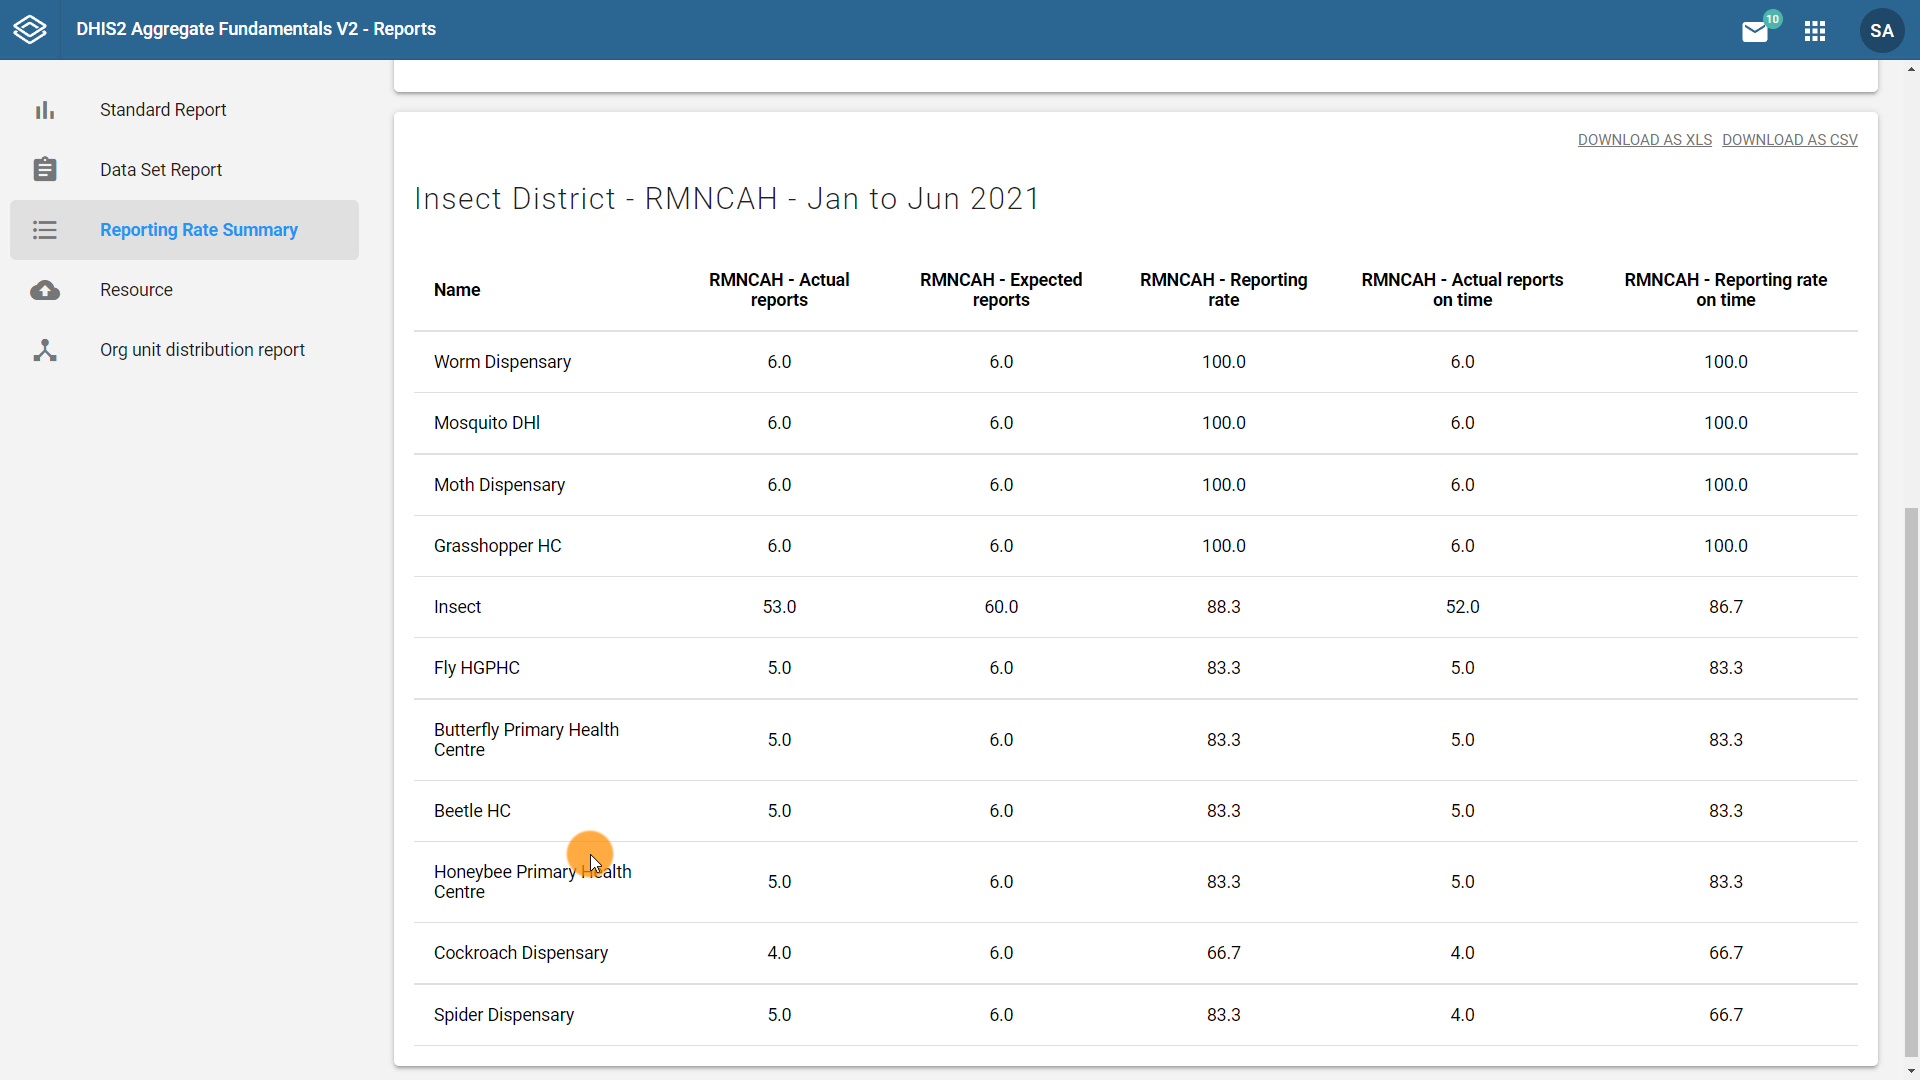 DHIS2 Aggregate Fundamentals V2 - Reports
10
SA
Standard Report
Data Set Report
Reporting Rate Summary
Resource
Org unit distribution report
DOWNLOAD AS XLS DOWNLOAD AS CSV
Insect District - RMNCAH - Jan to Jun 2021
Name RMNCAH - Actual reports RMNCAH - Expected reports RMNCAH - Reporting rate RMNCAH - Actual reports on time RMNCAH - Reporting rate on time
Worm Dispensary 6.0 6.0 100.0 6.0 100.0
Mosquito DHI 6.0 6.0 100.0 6.0 100.0
Moth Dispensary 6.0 6.0 100.0 6.0 100.0
Grasshopper HC 6.0 6.0 100.0 6.0 100.0
Insect 53.0 60.0 88.3 52.0 86.7
Fly HGPHC 5.0 6.0 83.3 5.0 83.3
Butterfly Primary Health Centre 5.0 6.0 83.3 5.0 83.3
Beetle HC 5.0 6.0 83.3 5.0 83.3
Honeybee Primary Health Centre 5.0 6.0 83.3 5.0 83.3
Cockroach Dispensary 4.0 6.0 66.7 4.0 66.7
Spider Dispensary 5.0 6.0 83.3 4.0 66.7